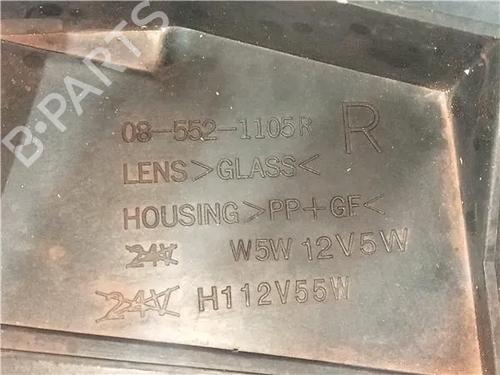 B-PARTS
08-552-1105R R
LENS>GLASS<
HOUSING>PP+GF<
24V W5W 12V5W
24V H112V55W